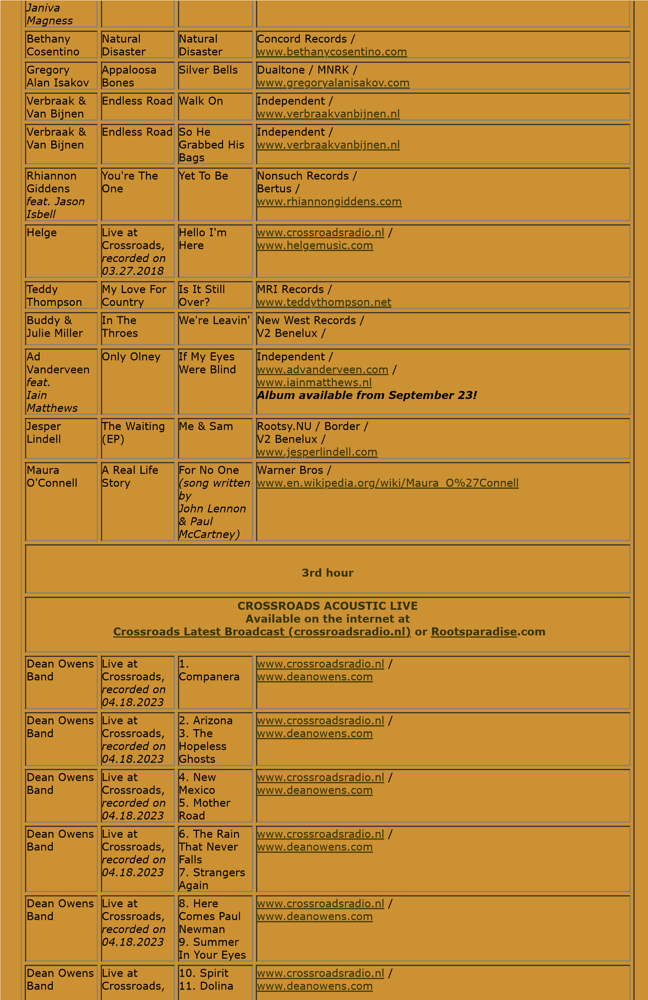 Janiva
Magness
Bethany
Cosentino
Natural
Disaster
Natural
Disaster
Concord Records /
www.bethanycosentino.com
Gregory
Alan Isakov
Appaloosa
Bones
Silver Bells
Dualtone / MNRK /
www.gregoryalanisakov.com
Verbraak &
Van Bijnen
Endless Road
Walk On
Independent /
www.verbraakvanbijnen.nl
Verbraak &
Van Bijnen
Endless Road
So He
Grabbed His
Bags
Independent /
www.verbraakvanbijnen.nl
Rhiannon
Giddens
feat. Jason
Isbell
You're The
One
Yet To Be
Nonsuch Records /
Bertus /
www.rhiannongiddens.com
Helge
Live at
Crossroads,
recorded on
03.27.2018
Hello I'm
Here
www.crossroadsradio.nl /
www.helgemusic.com
Teddy
Thompson
My Love For
Country
Is It Still
Over?
MRI Records /
www.teddythompson.net
Buddy &
Julie Miller
In The
Throes
We're Leavin'
New West Records /
V2 Benelux /
Ad
Vanderveen
feat.
Iain
Matthews
Only Olney
If My Eyes
Were Blind
Independent /
www.advanderveen.com /
www.iainmatthews.nl
Album available from September 23!
Jesper
Lindell
The Waiting
(EP)
Me & Sam
Rootsy.NU / Border /
V2 Benelux /
www.jesperlindell.com
Maura
O'Connell
A Real Life
Story
For No One
(song written
by
John Lennon
& Paul
McCartney)
Warner Bros /
www.en.wikipedia.org/wiki/Maura_O%27Connell
3rd hour
CROSSROADS ACOUSTIC LIVE
Available on the internet at
Crossroads Latest Broadcast (crossroadsradio.nl) or Rootsparadise.com
Dean Owens
Band
Live at
Crossroads,
recorded on
04.18.2023
1.
Companera
www.crossroadsradio.nl /
www.deanowens.com
Dean Owens
Band
Live at
Crossroads,
recorded on
04.18.2023
2. Arizona
3. The
Hopeless
Ghosts
www.crossroadsradio.nl /
www.deanowens.com
Dean Owens
Band
Live at
Crossroads,
recorded on
04.18.2023
4. New
Mexico
5. Mother
Road
www.crossroadsradio.nl /
www.deanowens.com
Dean Owens
Band
Live at
Crossroads,
recorded on
04.18.2023
6. The Rain
That Never
Falls
7. Strangers
Again
www.crossroadsradio.nl /
www.deanowens.com
Dean Owens
Band
Live at
Crossroads,
recorded on
04.18.2023
8. Here
Comes Paul
Newman
9. Summer
In Your Eyes
www.crossroadsradio.nl /
www.deanowens.com
Dean Owens
Band
Live at
Crossroads,
10. Spirit
11. Dolina
www.crossroadsradio.nl /
www.deanowens.com